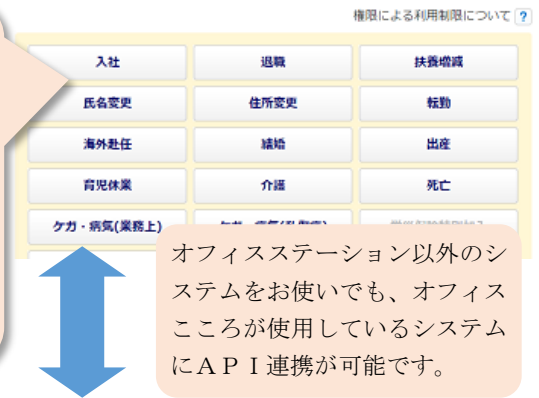 権限による利用制限について ?
入社 退職 扶養増減
氏名変更 住所変更 転勤
海外赴任 結婚 出産
育児休業 介護 死亡
ケガ・病気(業務上)
オフィスステーション以外のシ
ステムをお使いでも、オフィス
こころが使用しているシステム
にＡＰＩ連携が可能です。